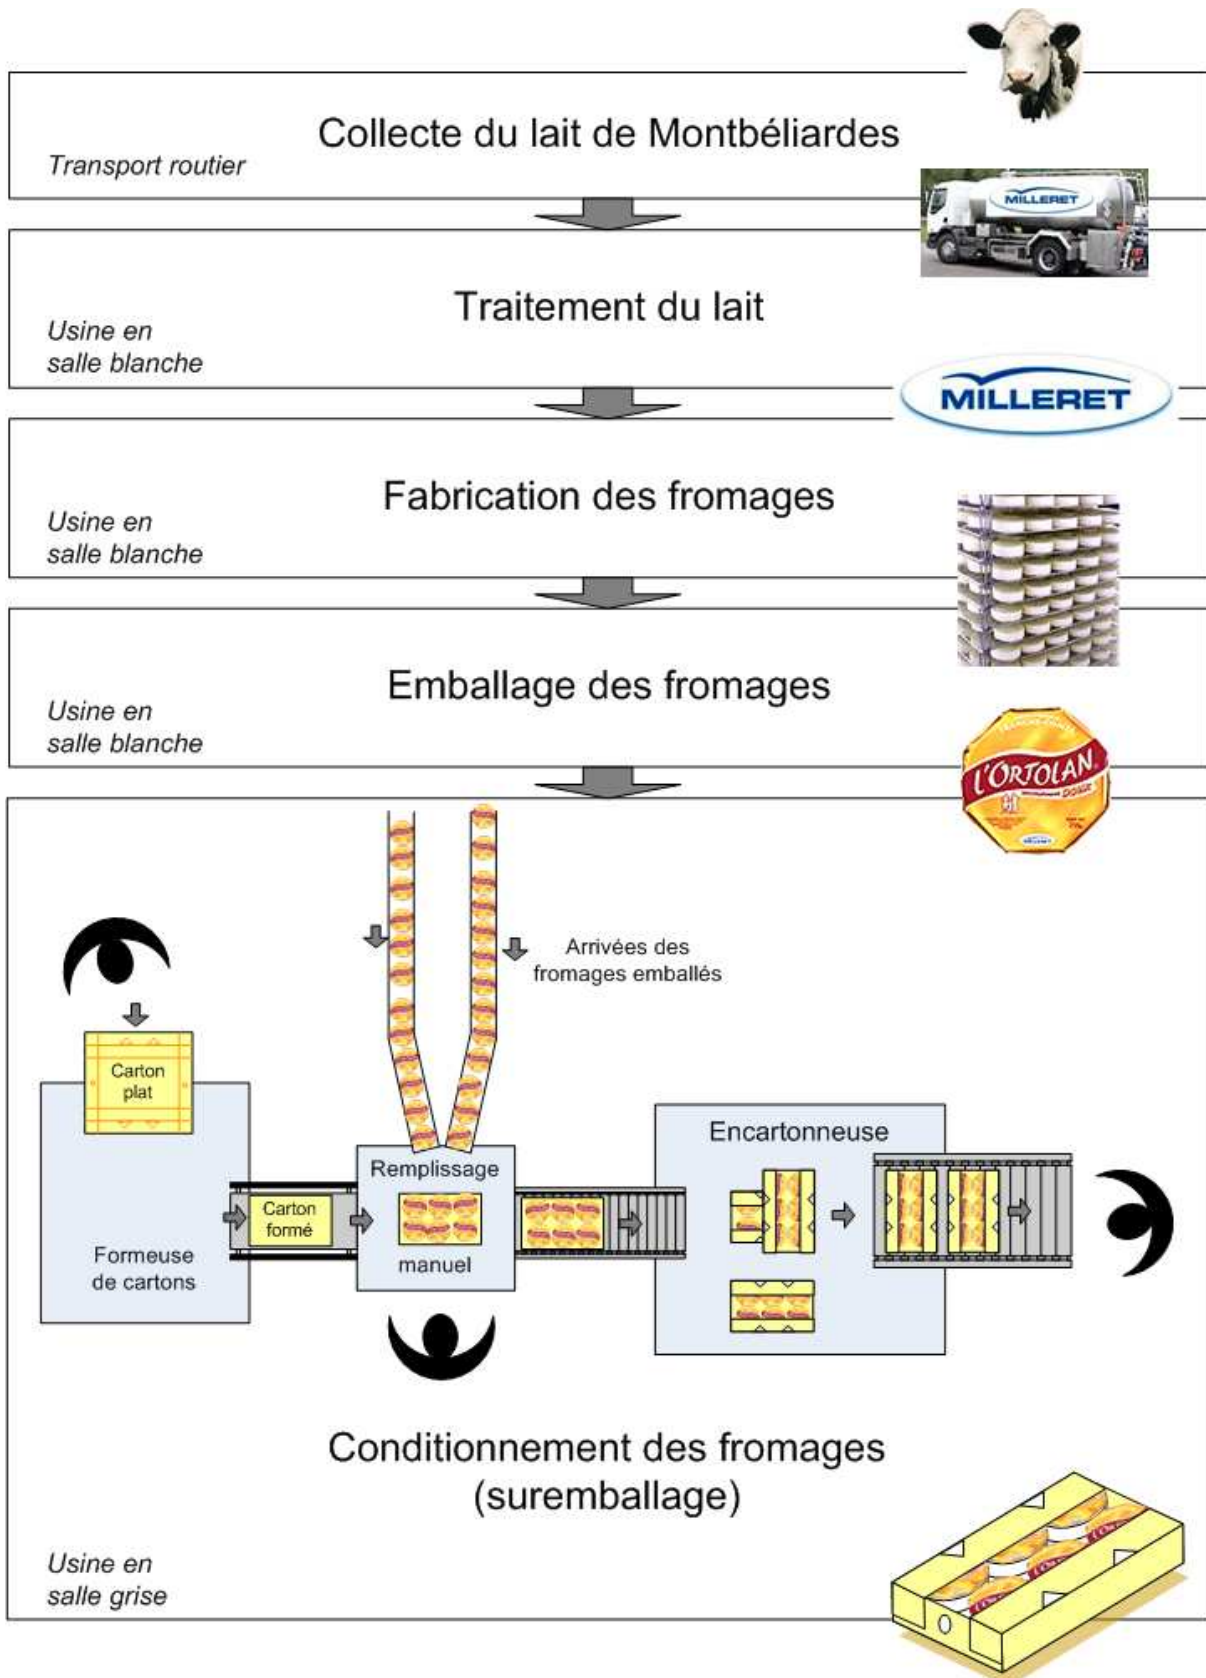 Collecte du lait de Montbéliardes
Transport routier
MILLERET
Traitement du lait
Usine en
salle blanche
MILLERET
Fabrication des fromages
Usine en
salle blanche
Emballage des fromages
Usine en
salle blanche
L'ORTOLAN
DOUX
MILLERET
Arrivées des
fromages emballés
Carton
plat
Encartonneuse
Remplissage
Carton
formé
manuel
Formeuse
de cartons
Conditionnement des fromages
(suremballage)
Usine en
salle grise